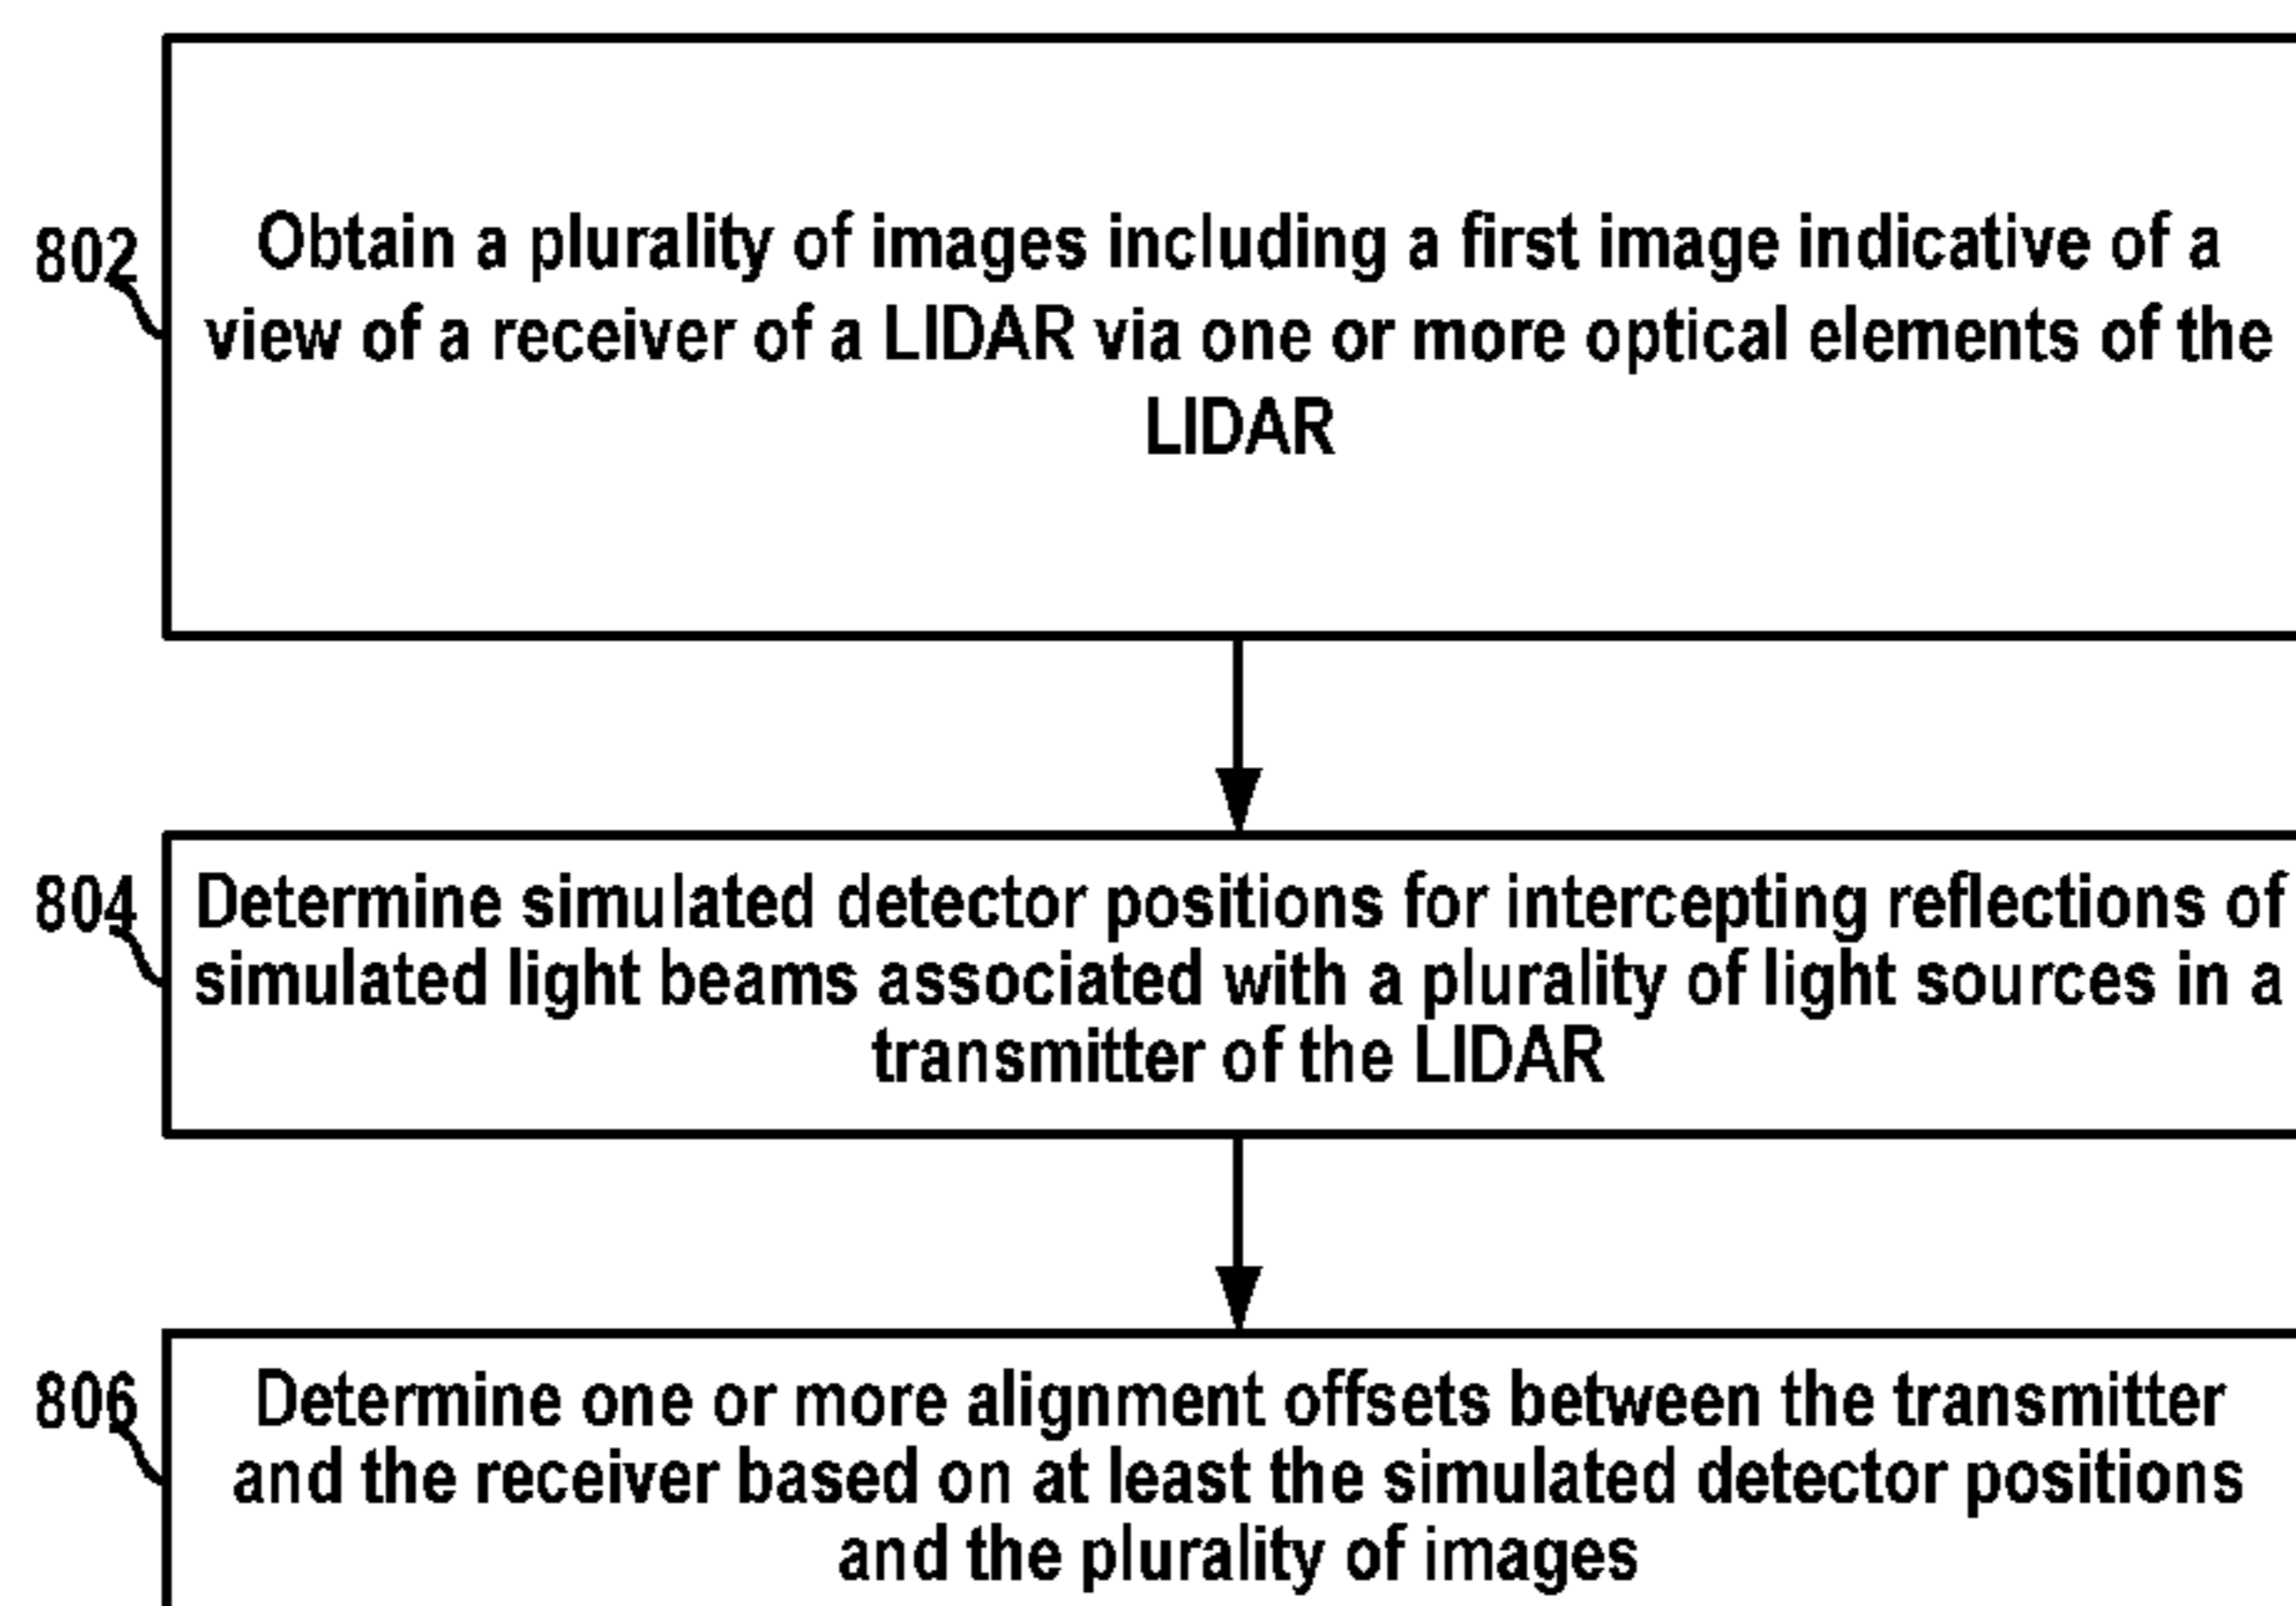 802
Obtain a plurality of images including a first image indicative of a
view of a receiver of a LIDAR via one or more optical elements of the
LIDAR
804
Determine simulated detector positions for intercepting reflections of
simulated light beams associated with a plurality of light sources in a
transmitter of the LIDAR
806
Determine one or more alignment offsets between the transmitter
and the receiver based on at least the simulated detector positions
and the plurality of images